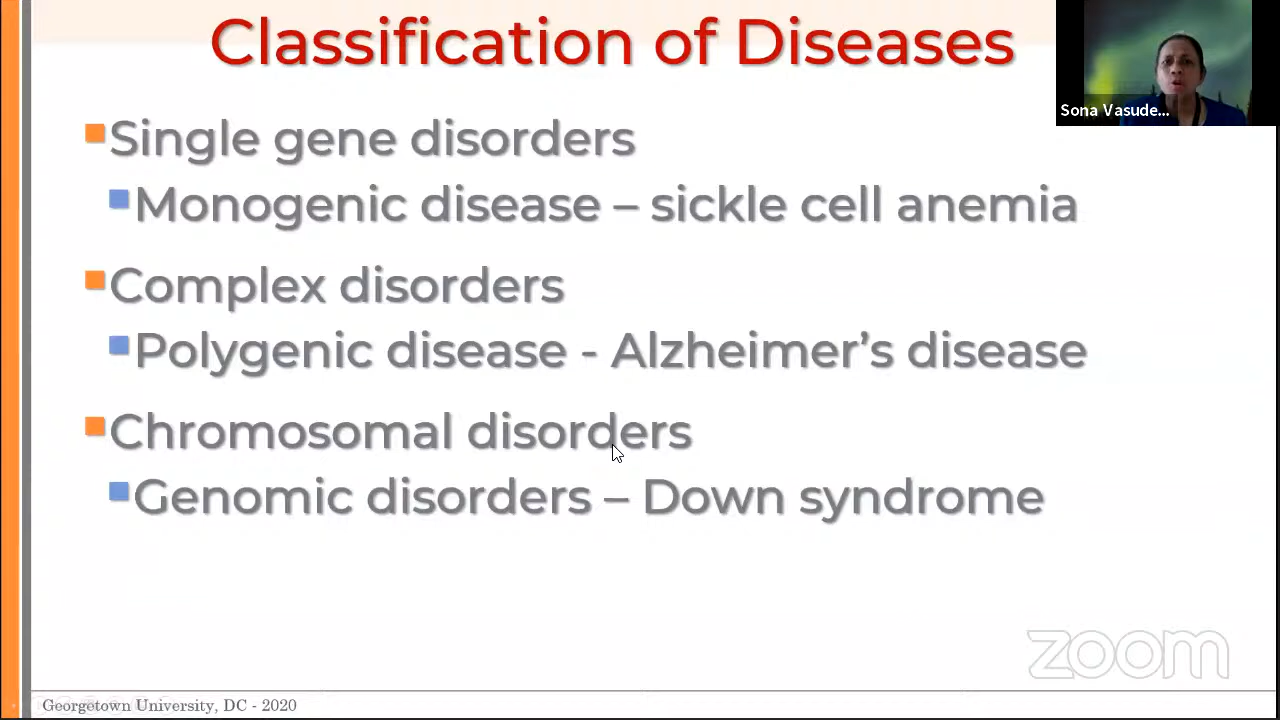 Classification of Diseases
Sona Vasude...
Single gene disorders
Monogenic disease – sickle cell anemia
Complex disorders
Polygenic disease - Alzheimer’s disease
Chromosomal disorders
Genomic disorders – Down syndrome
zoom
Georgetown University, DC - 2020